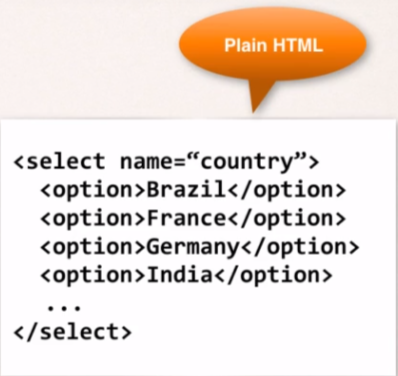 Plain HTML
<select name=“country”>
<option>Brazil</option>
<option>France</option>
<option>Germany</option>
<option>India</option>
...
</select>